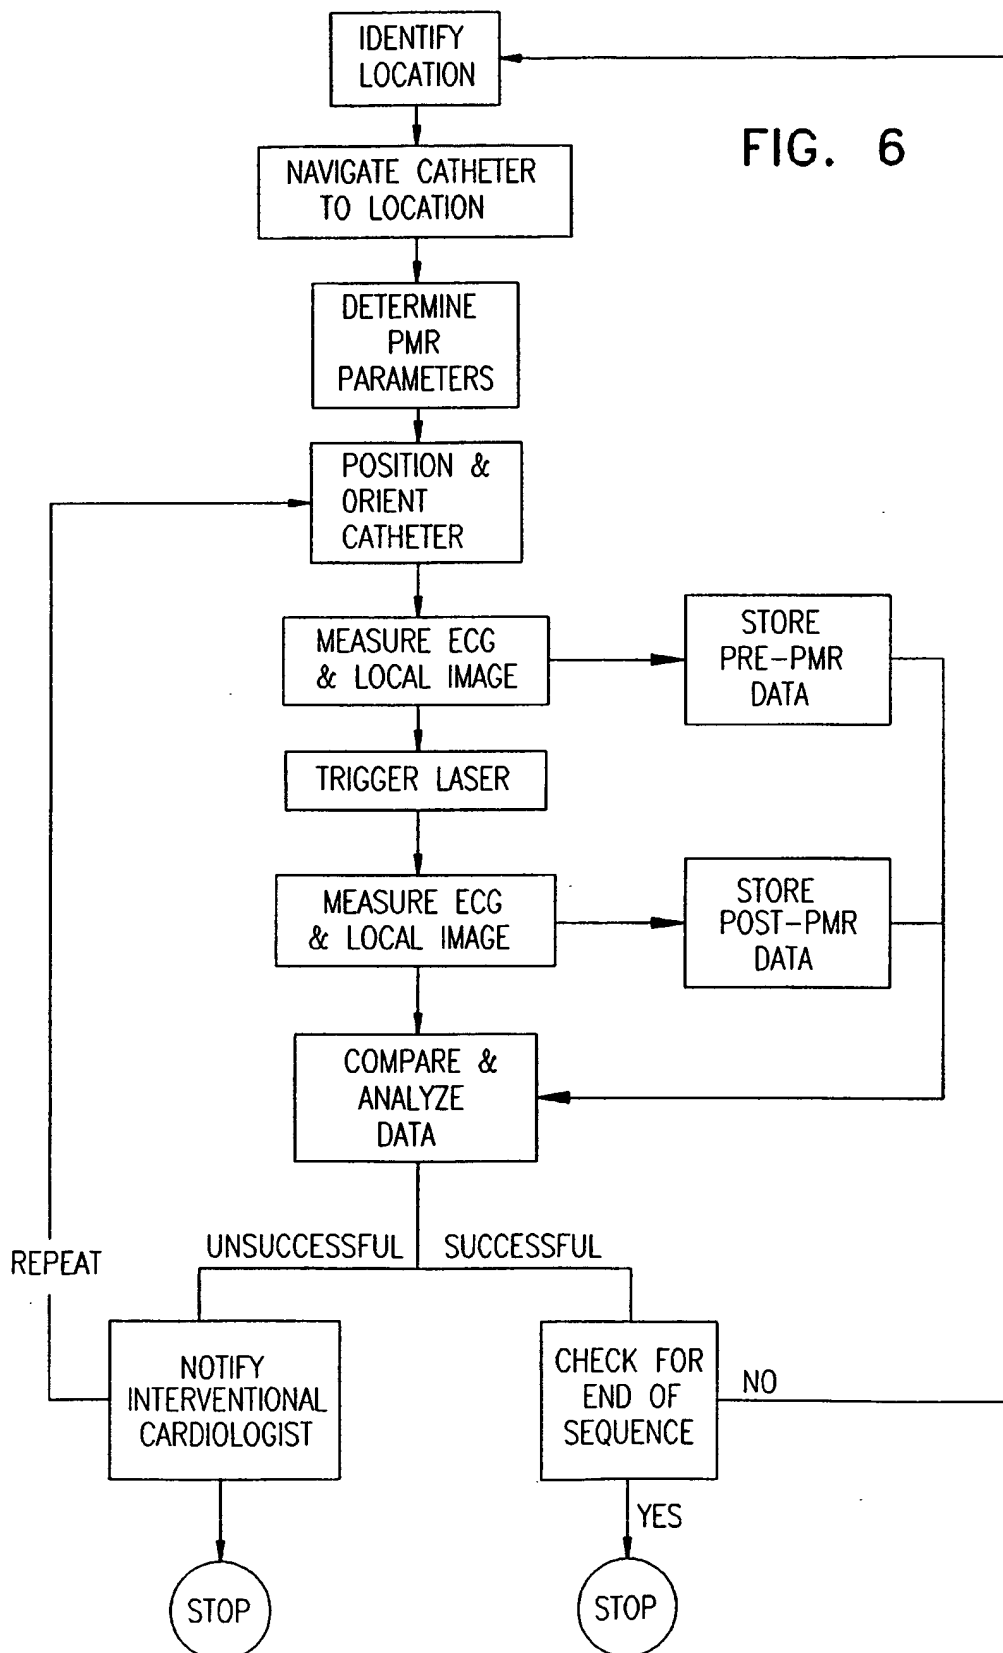 IDENTIFY
LOCATION
FIG. 6
NAVIGATE CATHETER
TO LOCATION
DETERMINE
PMR
PARAMETERS
POSITION &
ORIENT
CATHETER
MEASURE ECG
& LOCAL IMAGE
STORE
PRE-PMR
DATA
TRIGGER LASER
MEASURE ECG
& LOCAL IMAGE
STORE
POST-PMR
DATA
COMPARE &
ANALYZE
DATA
UNSUCCESSFUL
SUCCESSFUL
REPEAT
NOTIFY
INTERVENTIONAL
CARDIOLOGIST
CHECK FOR
END OF
SEQUENCE
NO
YES
STOP
STOP